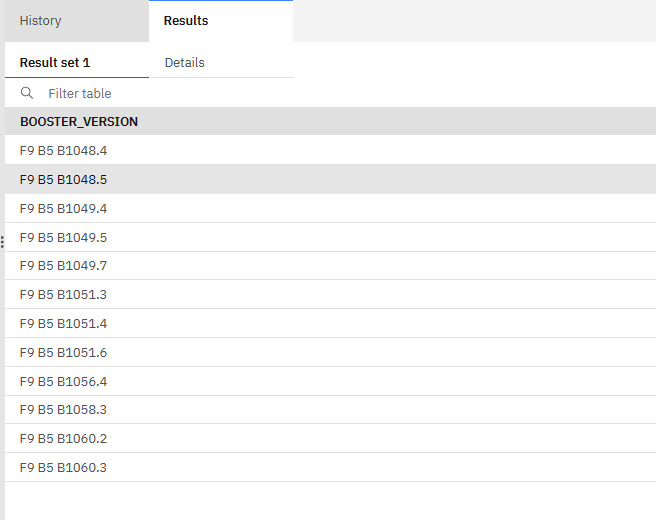 History Results
Result set 1 Details
Filter table
BOOSTER_VERSION
F9 B5 B1048.4
F9 B5 B1048.5
F9 B5 B1049.4
F9 B5 B1049.5
F9 B5 B1049.7
F9 B5 B1051.3
F9 B5 B1051.4
F9 B5 B1051.6
F9 B5 B1056.4
F9 B5 B1058.3
F9 B5 B1060.2
F9 B5 B1060.3